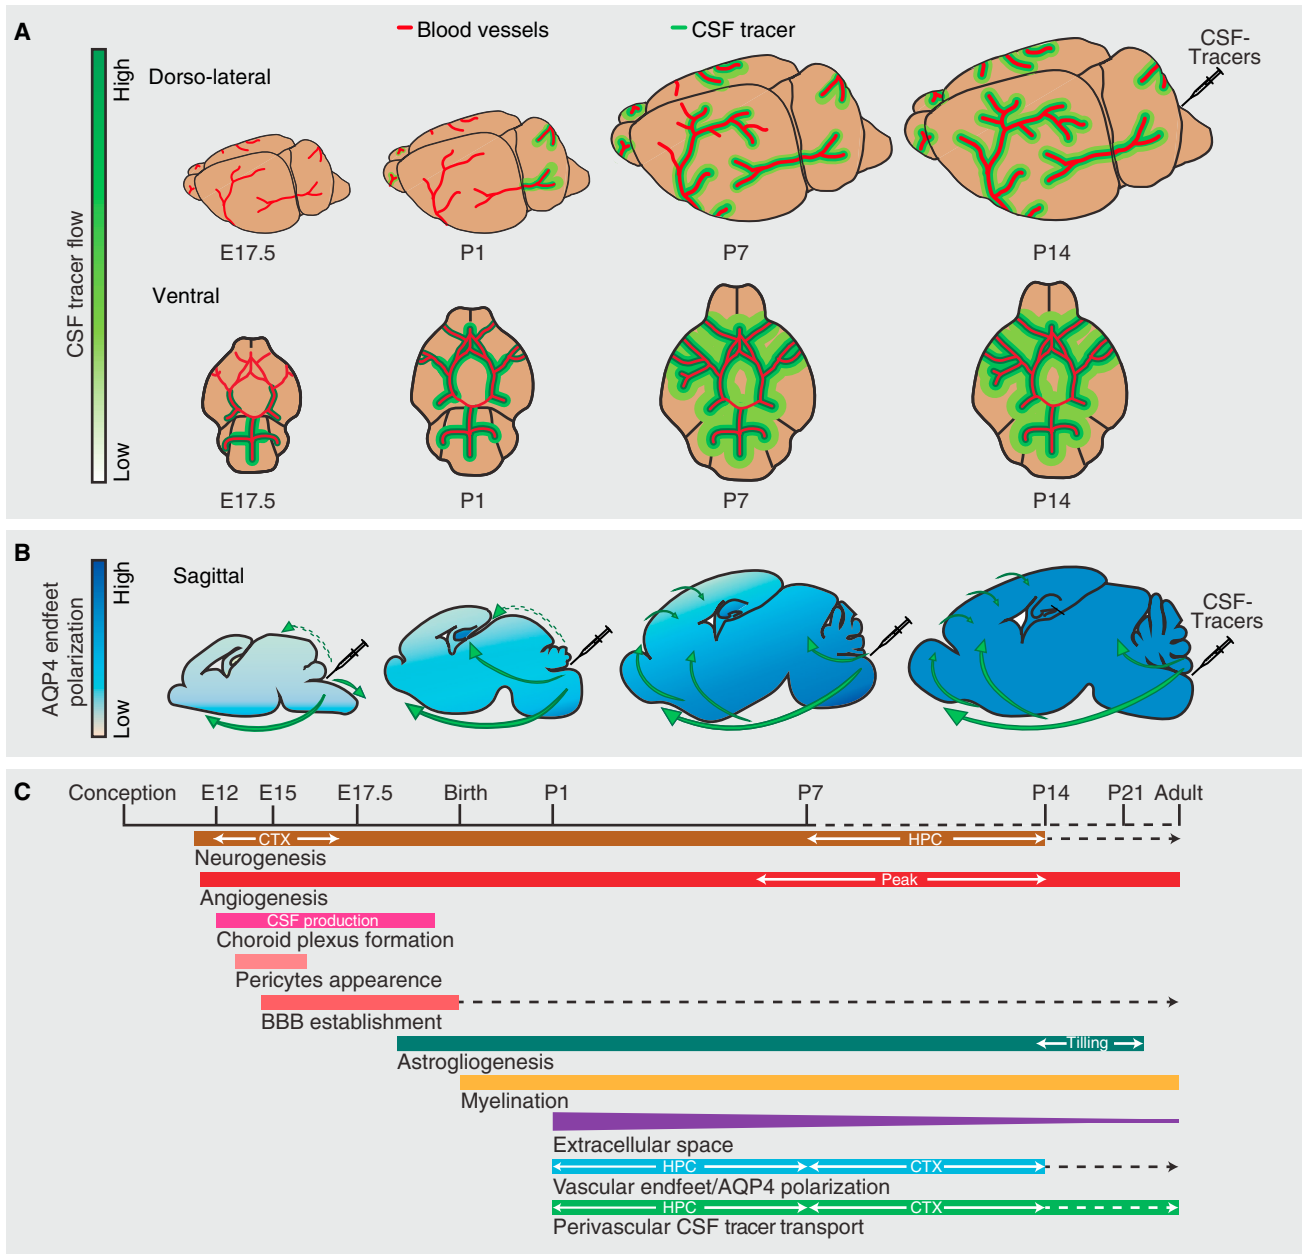 A
Blood vessels
CSF tracer
CSF-
Tracers
High
Dorso-lateral
CSF tracer flow
E17.5
P1
P7
P14
Ventral
Low
E17.5
P1
P7
P14
B
AQP4 endfeet
polarization
High
Low
Sagittal
CSF-
Tracers
C
Conception
E12
E15
E17.5
Birth
P1
P7
P14
P21
Adult
CTX
HPC
Neurogenesis
Peak
Angiogenesis
CSF production
Choroid plexus formation
Pericytes appearence
BBB establishment
Tilling
Astrogliogenesis
Myelination
Extracellular space
HPC
CTX
Vascular endfeet/AQP4 polarization
HPC
CTX
Perivascular CSF tracer transport